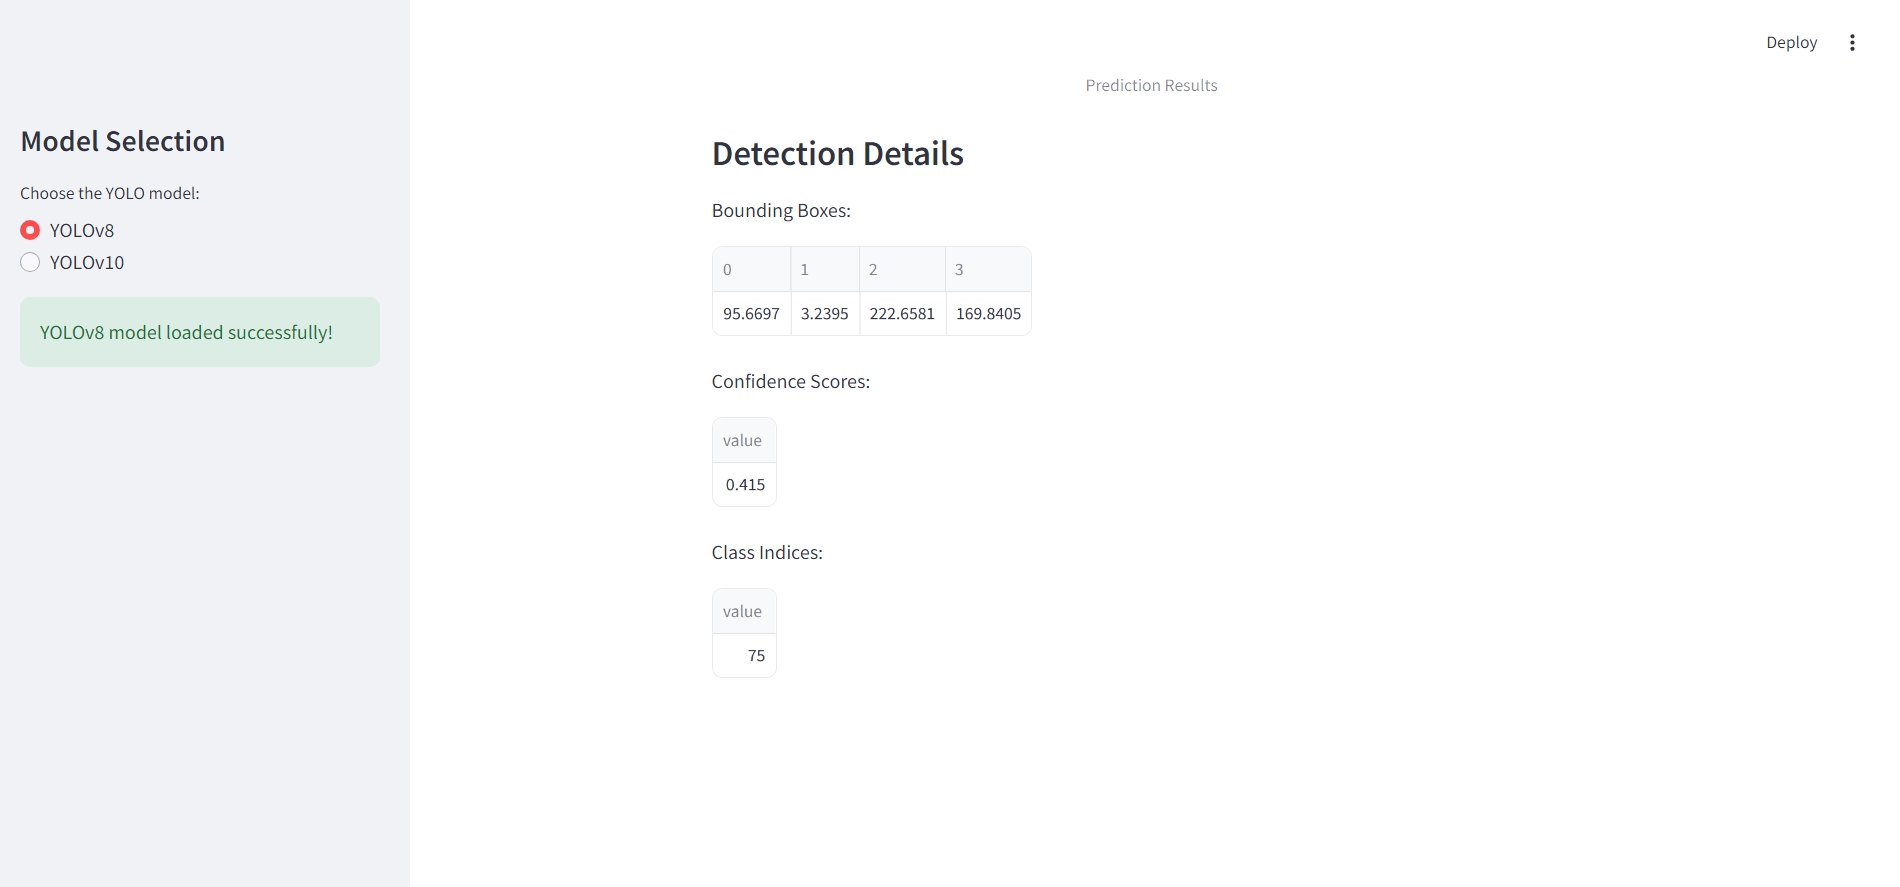 Deploy
Prediction Results
Model Selection
Choose the YOLO model:
YOLOv8
YOLOv10
YOLOv8 model loaded successfully!
Detection Details
Bounding Boxes:
0 1 2 3
95.6697 3.2395 222.6581 169.8405
Confidence Scores:
value
0.415
Class Indices:
value
75